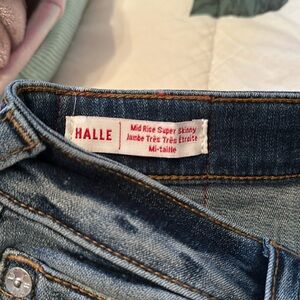 HALLE
Mid Rise Super Skinny
Jambe Très Très Étroite
Mi-taille